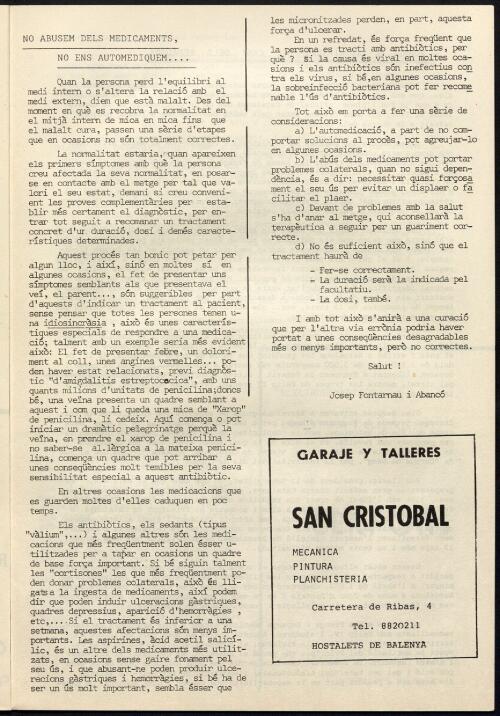 NO ABUSEM DELS MEDICAMENTS,
NO ENS AUTOMEDIQUEM....
Quan la persona perd l'equilibri al
medi intern o s'altera la relació amb el
medi extern, diem que està malalt. Des del
moment en què es recobra la normalitat en
el mitjà intern de mica en mica fins que
el malalt cura, passen una sèrie d'etapes
que en ocasions no són totalment correctes.
La normalitat estaria, quan apareixen
els primers símptomes amb què la persona
creu afectada la seva normalitat, en posar-
se en contacte amb el metge per tal que va-
lori el seu estat, demani si creu conveni-
ent les proves complementàries per esta-
blir més certament el diagnòstic, per en-
trar tot seguit a recomanar un tractament
concret d'ur. duració, dosi i demés caracte-
rístiques determinades.
Aquest procés tan bonic pot petar per
algun lloc, i així, sinó en moltes sí en
algunes ocasions, el fet de presentar uns
símptomes semblants als que presentava el
veí, el parent..., són suggeribles per part
d'aquests d'indicar un tractament al pacient,
sense pensar que totes les persones tenen u-
na idiosincràsia , això és unes caracterís-
tiques especials de respondre a una medica-
ció; talment amb un exemple seria més evident
això: El fet de presentar febre, un dolori-
ment al coll, unes angines vermelles... po-
den haver estat relacionats, previ diagnòs-
tic "d'amigdalitis estreptocòcica", amb uns
quants milions d'unitats de penicilina;doncs
bé, una veïna presenta un quadre semblant a
aquest i com que li queda una mica de "Xarop"
de penicilina, li cedeix. Aquí comença o pot
iniciar un dramàtic pelegrinatge perquè la
veïna, en prendre el xarop de penicilina i
no saber-se al.lèrgica a la mateixa penici-
lina, comença un quadre que pot arribar a
unes conseqüències molt temibles per la seva
sensibilitat especial a aquest antibiòtic.
En altres ocasions les medicacions que
es guarden moltes d'elles caduquen en poc
temps.
Els antibiòtics, els sedants (tipus
"vàlium",...) i algunes altres són les medi-
cacions que més freqüentment solen ésser u-
tilitzades per a tapar en ocasions un quadre
de base força important. Si bé siguin talment
les "cortisones" les que més freqüentment po-
den donar problemes colaterals, això és lli-
gats a la ingesta de medicaments, així podem
dir que poden induir ulceracions gàstriques,
quadres depressius, aparició d'hemorràgies ,
etc,....Si el tractament és inferior a una
setmana, aquestes afectacions són menys im-
portants. Les aspirines, àcid acetil salicí-
lic, és un altre dels medicaments més utilit-
zats, en ocasions sense gaire fonament pel
seu ús, i que abusant-ne poden produir ulce-
racions gàstriques i hemorràgies, si bé ha de
ser un ús molt important, sembla ésser que
les micronitzades perden, en part, aquesta
força d'ulcerar.
En un refredat, és força freqüent que
la persona es tracti amb antibiòtics, per
què ? Si la causa és viral en moltes oca-
sions i els antibiòtics són inefectius con
tra els virus, si bé,en algunes ocasions,
la sobreinfecció bacteriana pot fer recome
nable l'ús d'antibiòtics.
Tot això em porta a fer una sèrie de
consideracions:
a) L'automedicació, a part de no com-
portar solucions al procés, pot agreujar-lo
en algunes ocasions.
b) L'abús dels medicaments pot portar
problemes colaterals, quan no sigui depen-
dència, és a dir: necessitar quasi forçosa
ment el seu ús per evitar un displaer o fa
cilitar el plaer.
c) Devant de problemes amb la salut
s'ha d'anar al metge, qui aconsellarà la
terapèutica a seguir per un guariment cor-
recte.
d) No és suficient això, sinó que el
tractament haurà de
- Fer-se correctament.
- La duració serà la indicada pel
facultatiu.
- La dosi, també.
I amb tot això s'anirà a una curació
que per l'altra via errònia podria haver
portat a unes conseqüències desagradables
més o menys importants, però no correctes.
Salut !
Josep Fontarnau i Abancó
GARAJE Y TALLERES
SAN CRISTOBAL
MECANICA
PINTURA
PLANCHISTERIA
Carretera de Ribas, 4
Tel. 8820211
HOSTALETS DE BALENYA